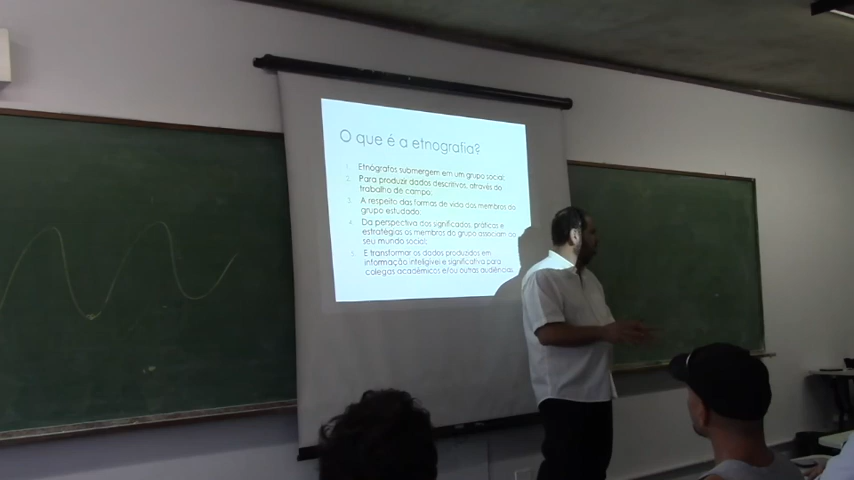 O que é a etnografia?
1. Etnógrafos submergem em um grupo social;
2. Para produzir dados descritivos, através do
trabalho de campo;
3. A respeito das formas de vida dos membros do
grupo estudado.
4. Da perspectiva dos significados, práticas e
estratégias os membros do grupo associam ao
seu mundo social;
5. E transformar os dados produzidos em
informação inteligível e significativa para
colegas acadêmicos e/ou outras audiências.